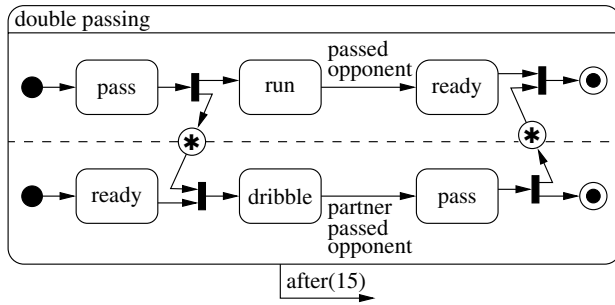 double passing
passed
opponent
pass
run
ready
*
*
ready
dribble
pass
partner
passed
opponent
after(15)